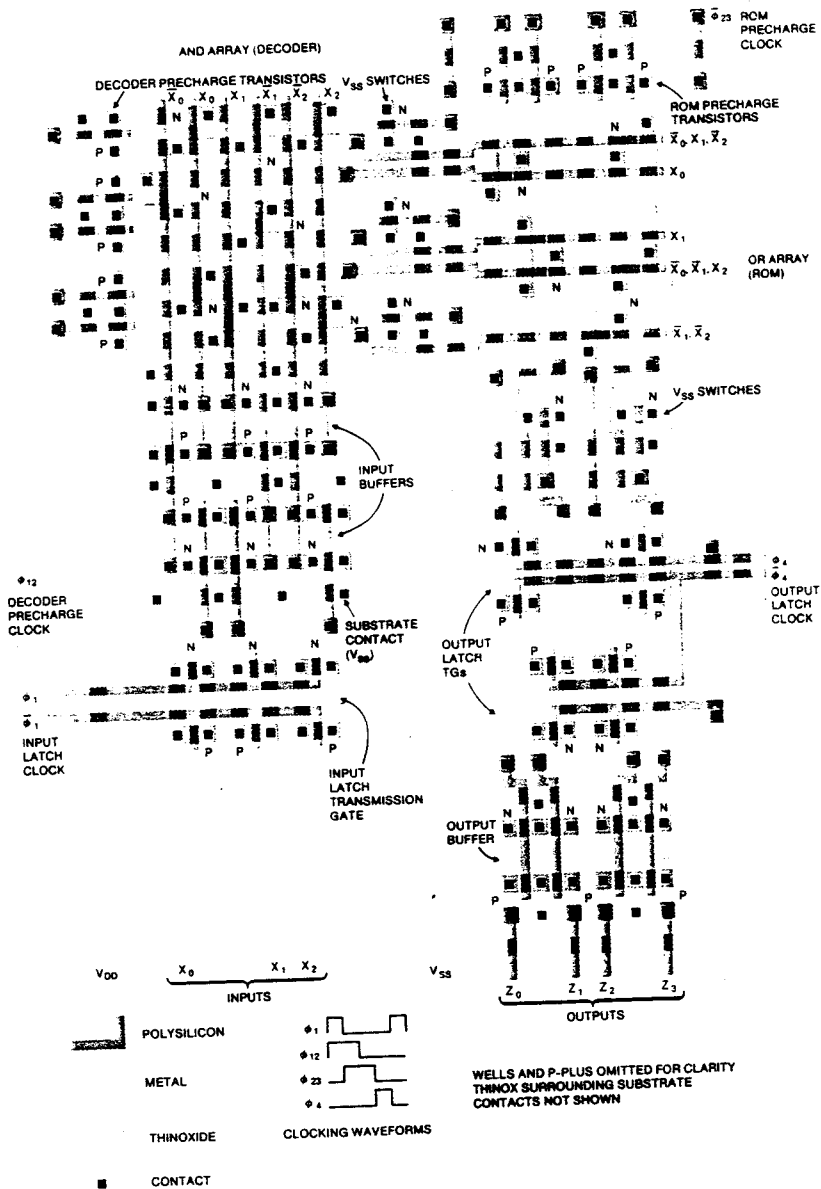 φ̄23 ROM
PRECHARGE
CLOCK
AND ARRAY (DECODER)
DECODER PRECHARGE TRANSISTORS
VSS SWITCHES
X̄0 X0 X̄1 X1 X̄2 X2
ROM PRECHARGE
TRANSISTORS
X̄0, X1, X̄2
X0
X1
OR ARRAY
(ROM)
X̄0, X̄1, X2
X̄1, X̄2
VSS SWITCHES
INPUT
BUFFERS
φ12
DECODER
PRECHARGE
CLOCK
SUBSTRATE
CONTACT
(VSS)
OUTPUT
LATCH
TGs
φ4
φ̄4
OUTPUT
LATCH
CLOCK
φ1
φ̄1
INPUT
LATCH
CLOCK
INPUT
LATCH
TRANSMISSION
GATE
OUTPUT
BUFFER
VDD
X0 X1 X2
INPUTS
VSS
Z0 Z1 Z2 Z3
OUTPUTS
POLYSILICON
METAL
THINOXIDE
CONTACT
φ1
φ12
φ23
φ4
CLOCKING WAVEFORMS
WELLS AND P-PLUS OMITTED FOR CLARITY
THINOX SURROUNDING SUBSTRATE
CONTACTS NOT SHOWN